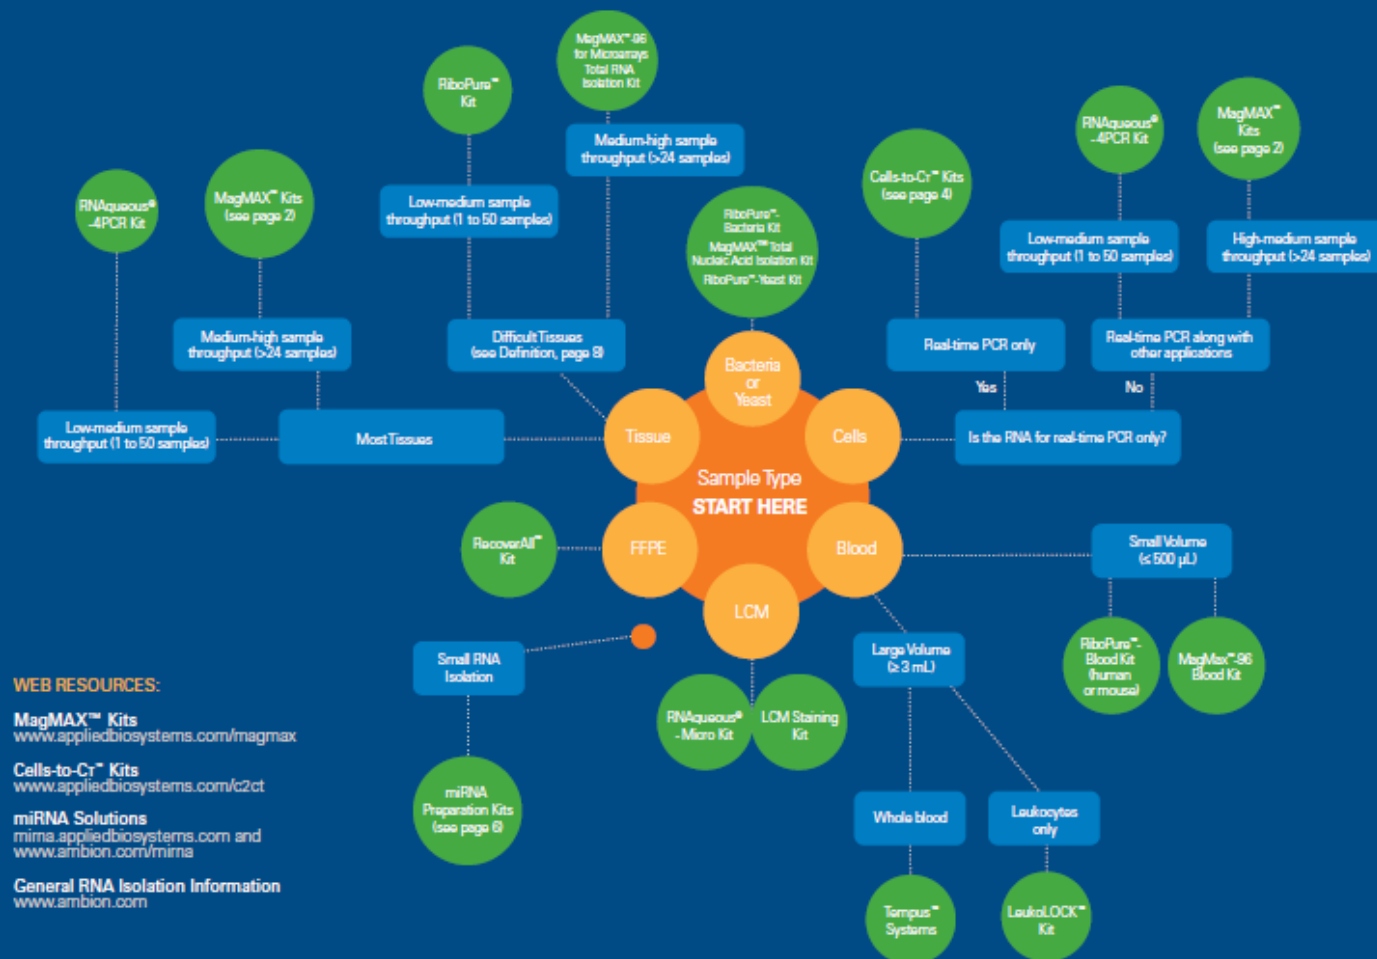 MagMAX™-96
for Microarrays
Total RNA
Isolation Kit
RiboPure™
Kit
Medium-high sample
throughput (>24 samples)
RNAqueous®
-4PCR Kit
MagMAX™ Kits
(see page 2)
Low-medium sample
throughput (1 to 50 samples)
Medium-high sample
throughput (>24 samples)
Difficult Tissues
(see Definition, page 8)
Low-medium sample
throughput (1 to 50 samples)
Most Tissues
RiboPure™-
Bacteria Kit
MagMAX™ Total
Nucleic Acid Isolation Kit
RiboPure™-Yeast Kit
Cells-to-CT™ Kits
(see page 4)
RNAqueous®
-4PCR Kit
MagMAX™
Kits
(see page 2)
Low-medium sample
throughput (1 to 50 samples)
High-medium sample
throughput (>24 samples)
Real-time PCR only
Real-time PCR along with
other applications
Yes
No
Is the RNA for real-time PCR only?
Bacteria
or
Yeast
Tissue
Cells
Sample Type
START HERE
FFPE
Blood
LCM
RecoverAll™
Kit
Small RNA
Isolation
miRNA
Preparation Kits
(see page 6)
RNAqueous®
-Micro Kit
LCM Staining
Kit
Small Volume
(≤ 500 µL)
RiboPure™-
Blood Kit
(human
or mouse)
MagMax™-96
Blood Kit
Large Volume
(≥ 3 mL)
Whole blood
Leukocytes
only
Tempus™
Systems
LeukoLOCK™
Kit
WEB RESOURCES:
MagMAX™ Kits
www.appliedbiosystems.com/magmax
Cells-to-CT™ Kits
www.appliedbiosystems.com/c2ct
miRNA Solutions
mirna.appliedbiosystems.com and
www.ambion.com/mirna
General RNA Isolation Information
www.ambion.com